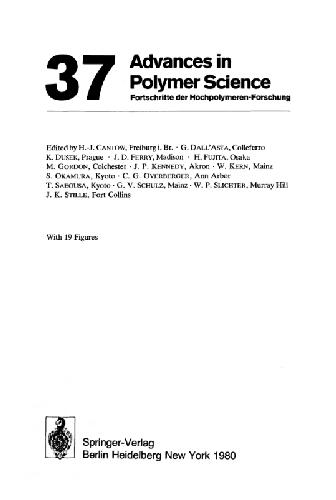 37
Advances in
Polymer Science
Fortschritte der Hochpolymeren-Forschung
Edited by H.-J. CANTOW, Freiburg i. Br. · G. DALL'ASTA, Colleferro
K. DUŠEK, Prague · J. D. FERRY, Madison · H. FUJITA, Osaka
M. GORDON, Colchester · J. P. KENNEDY, Akron · W. KERN, Mainz
S. OKAMURA, Kyoto · C. G. OVERBERGER, Ann Arbor
T. SAEGUSA, Kyoto · G. V. SCHULZ, Mainz · W. P. SLICHTER, Murray Hill
J. K. STILLE, Fort Collins
With 19 Figures
Springer-Verlag
Berlin Heidelberg New York 1980